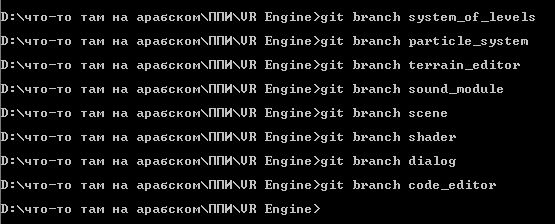 D:\что-то там на арабском\ППИ\VR Engine>git branch system_of_levels
D:\что-то там на арабском\ППИ\VR Engine>git branch particle_system
D:\что-то там на арабском\ППИ\VR Engine>git branch terrain_editor
D:\что-то там на арабском\ППИ\VR Engine>git branch sound_module
D:\что-то там на арабском\ППИ\VR Engine>git branch scene
D:\что-то там на арабском\ППИ\VR Engine>git branch shader
D:\что-то там на арабском\ППИ\VR Engine>git branch dialog
D:\что-то там на арабском\ППИ\VR Engine>git branch code_editor
D:\что-то там на арабском\ППИ\VR Engine>